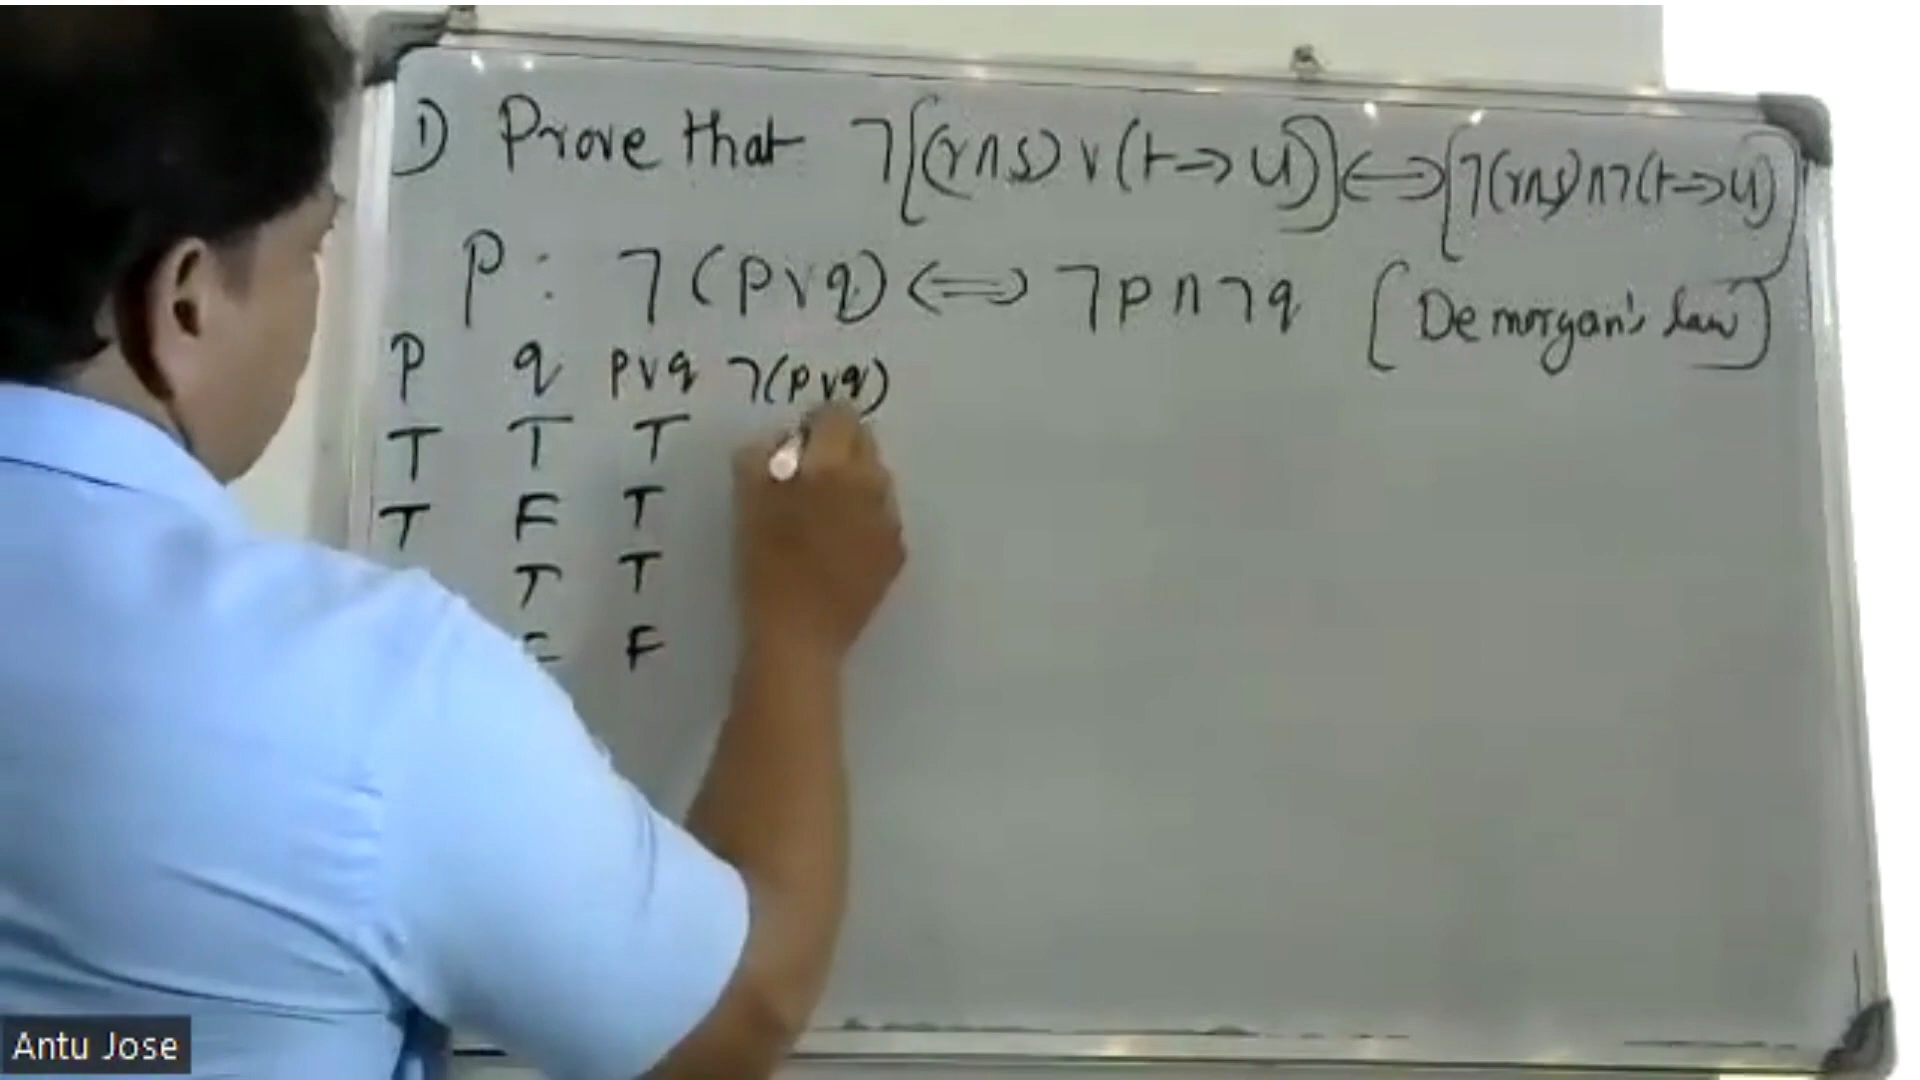 1) Prove that ¬[(r∧s)∨(t→u)]⟺[¬(r∧s)∧¬(t→u)]
P : ¬(p∨q)⟺¬p∧¬q [De morgan's law]
p q p∨q ¬(p∨q)
T T T
T F T
T T
F F
Antu Jose